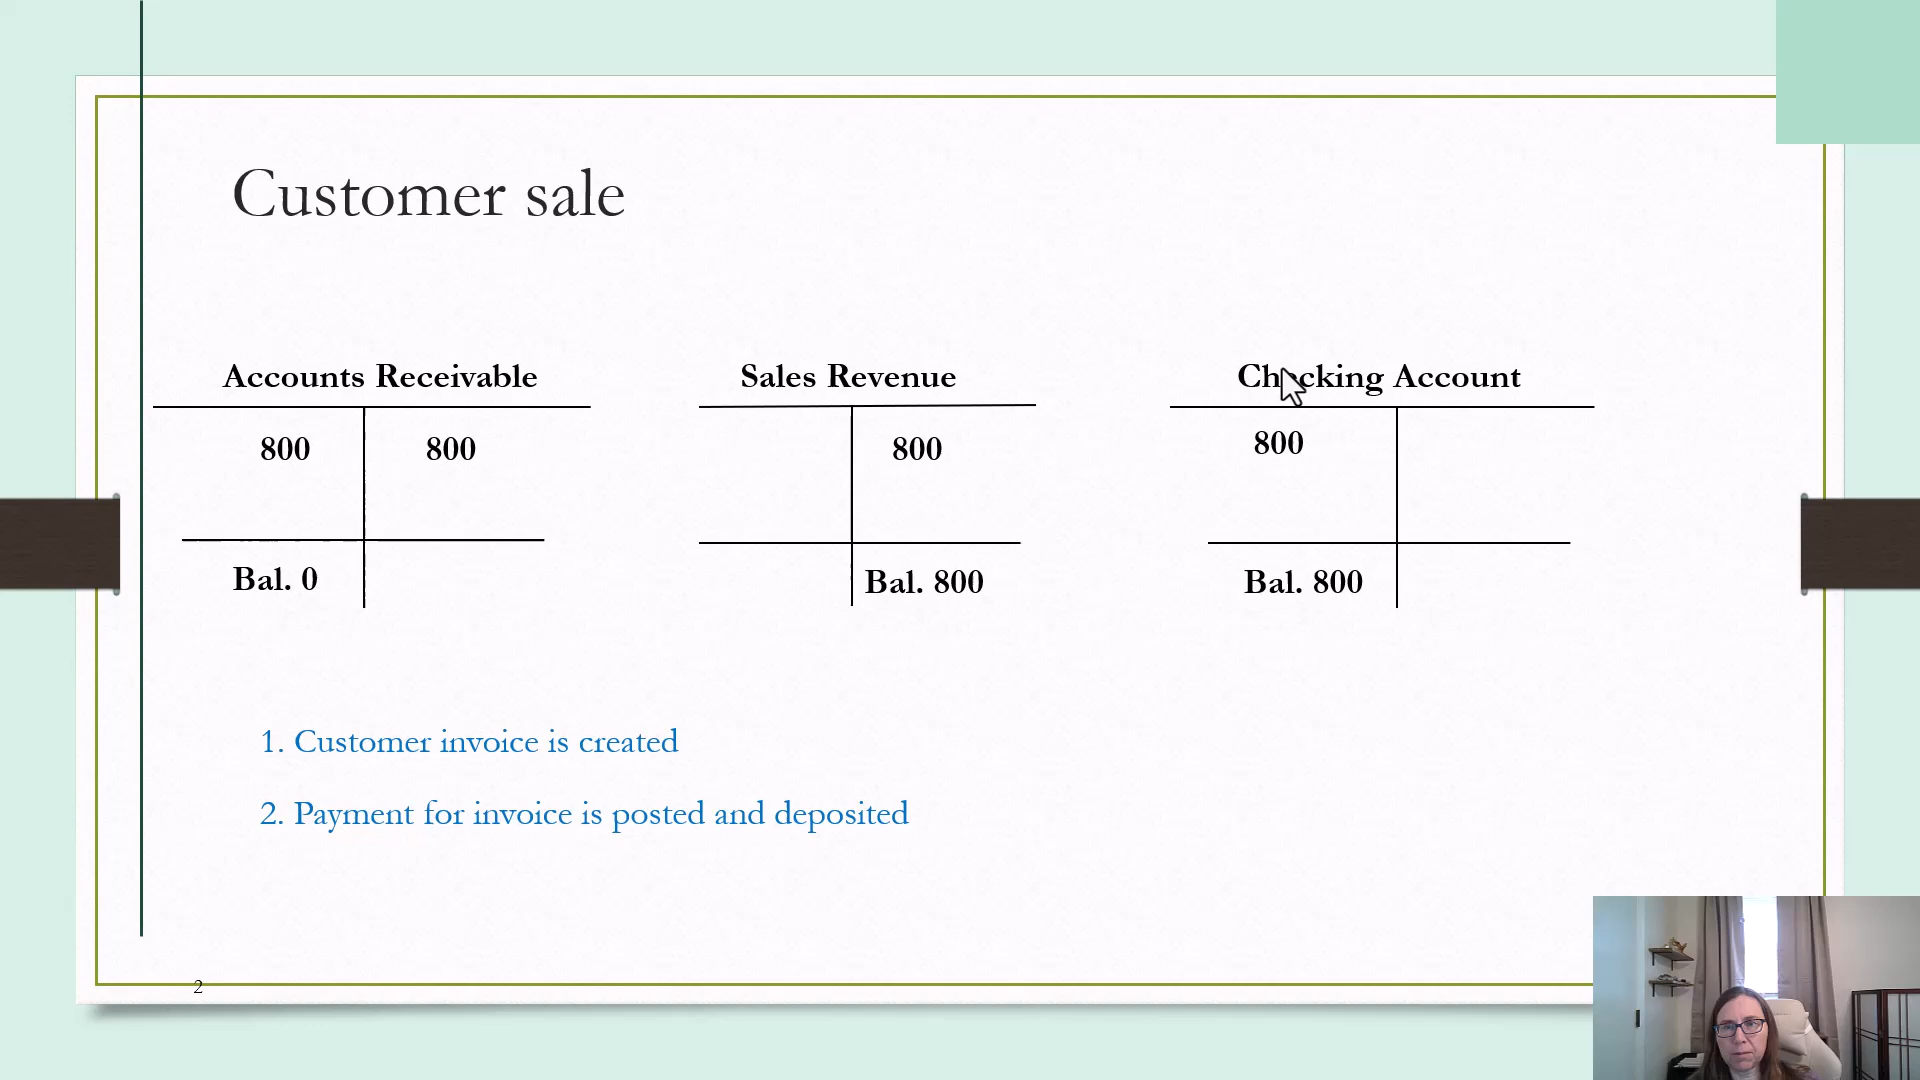 Customer sale
Accounts Receivable
800 800
Bal. 0
Sales Revenue
800
Bal. 800
Checking Account
800
Bal. 800
1. Customer invoice is created
2. Payment for invoice is posted and deposited
2